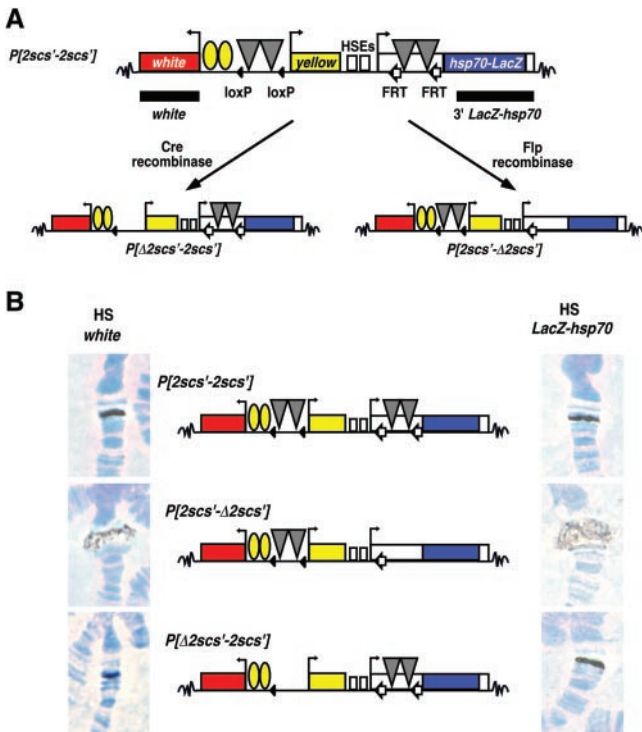 A
P[2scs'-2scs']
HSEs
white
yellow
hsp70-LacZ
loxP loxP
FRT FRT
white
3' LacZ-hsp70
Cre
recombinase
Flp
recombinase
P[Δ2scs'-2scs']
P[2scs'-Δ2scs']
B
HS
white
HS
LacZ-hsp70
P[2scs'-2scs']
P[2scs'-Δ2scs']
P[Δ2scs'-2scs']